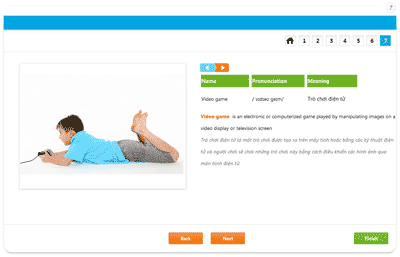 ?
1 2 3 4 5 6 7
Name Pronunciation Meaning
Video game / vɪdiəʊ geɪm/ Trò chơi điện tử
Video game is an electronic or computerized game played by manipulating images on a
video display or television screen
Trò chơi điện tử là một trò chơi được tạo ra trên máy tính hoặc bằng các kỹ thuật điện
tử và người chơi sẽ chơi những trò chơi này bằng cách điều khiển các hình ảnh qua
màn hình điện tử.
Back Next Finish